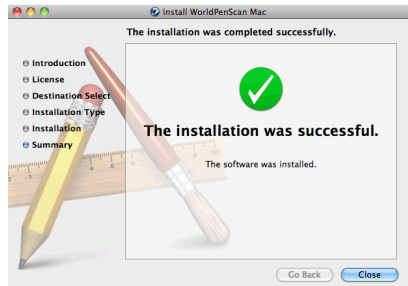 Install WorldPenScan Mac
The installation was completed successfully.
Introduction
License
Destination Select
Installation Type
Installation
Summary
The installation was successful.
The software was installed.
Go Back
Close